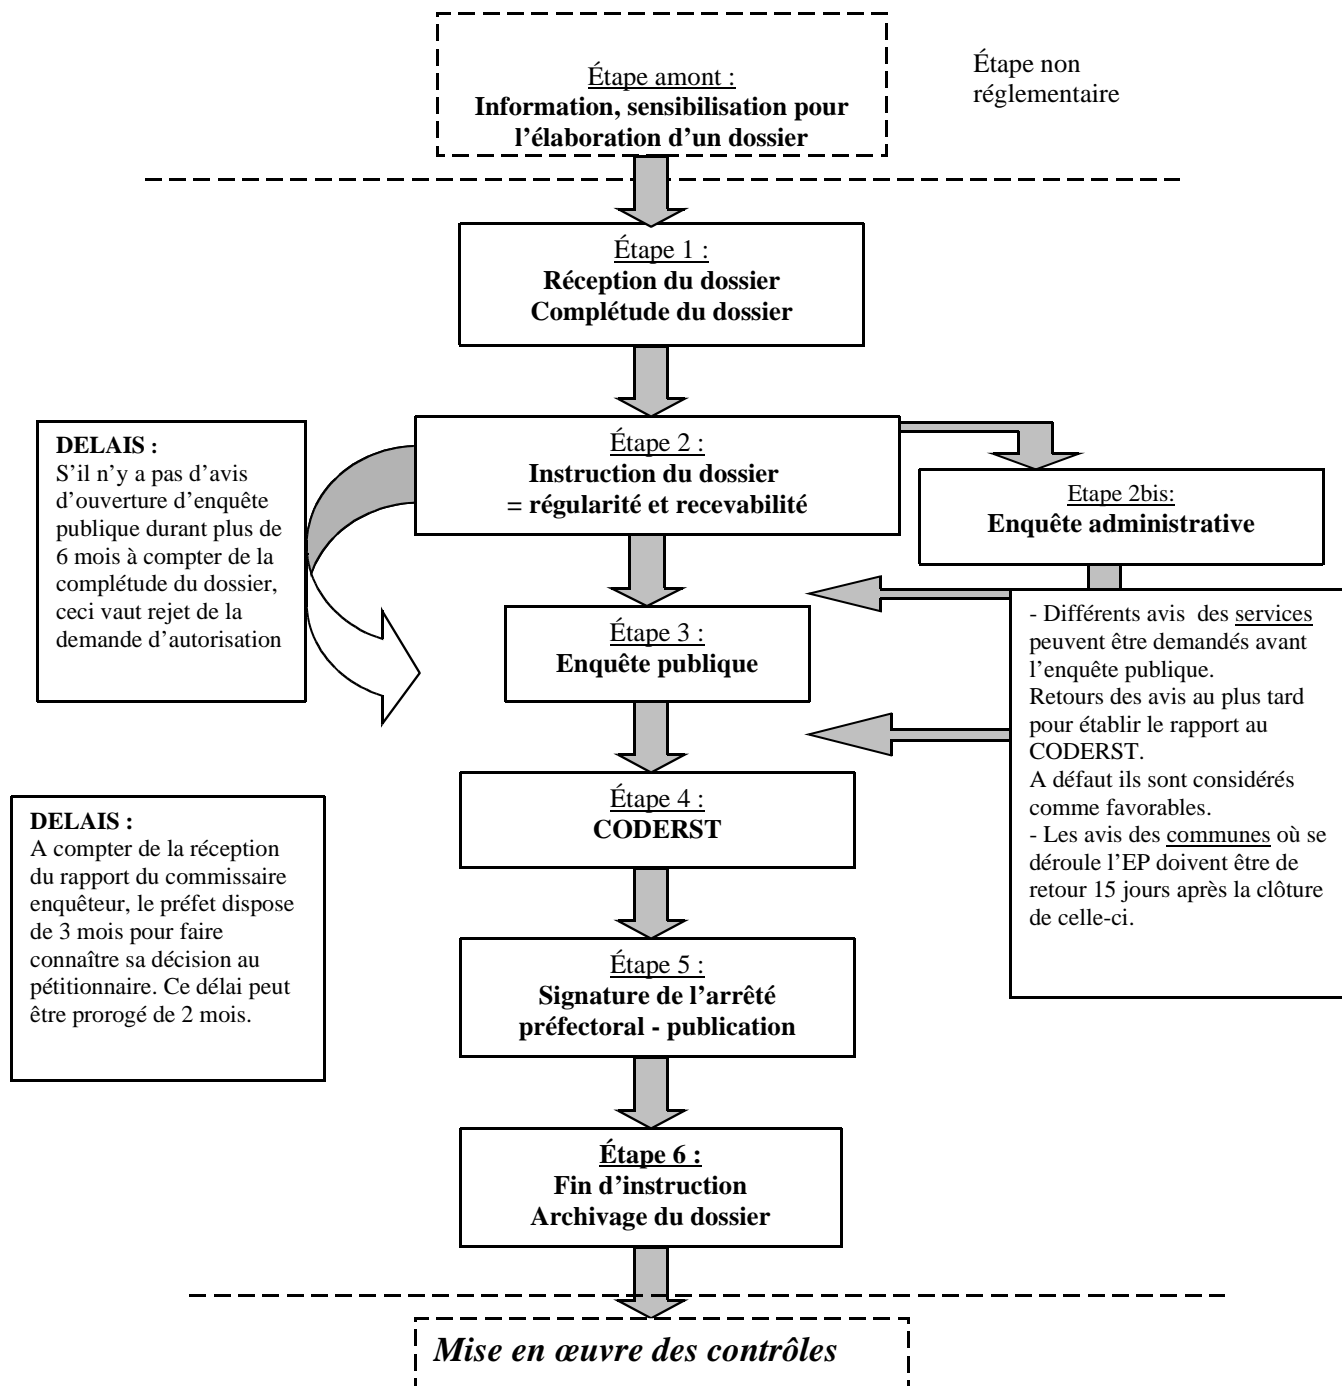 Étape amont :
Information, sensibilisation pour
l’élaboration d’un dossier
Étape non
réglementaire
Étape 1 :
Réception du dossier
Complétude du dossier
Étape 2 :
Instruction du dossier
= régularité et recevabilité
Etape 2bis:
Enquête administrative
DELAIS :
S’il n’y a pas d’avis
d’ouverture d’enquête
publique durant plus de
6 mois à compter de la
complétude du dossier,
ceci vaut rejet de la
demande d’autorisation
Étape 3 :
Enquête publique
- Différents avis des services
peuvent être demandés avant
l’enquête publique.
Retours des avis au plus tard
pour établir le rapport au
CODERST.
A défaut ils sont considérés
comme favorables.
- Les avis des communes où se
déroule l’EP doivent être de
retour 15 jours après la clôture
de celle-ci.
Étape 4 :
CODERST
DELAIS :
A compter de la réception
du rapport du commissaire
enquêteur, le préfet dispose
de 3 mois pour faire
connaître sa décision au
pétitionnaire. Ce délai peut
être prorogé de 2 mois.
Étape 5 :
Signature de l’arrêté
préfectoral - publication
Étape 6 :
Fin d’instruction
Archivage du dossier
Mise en œuvre des contrôles